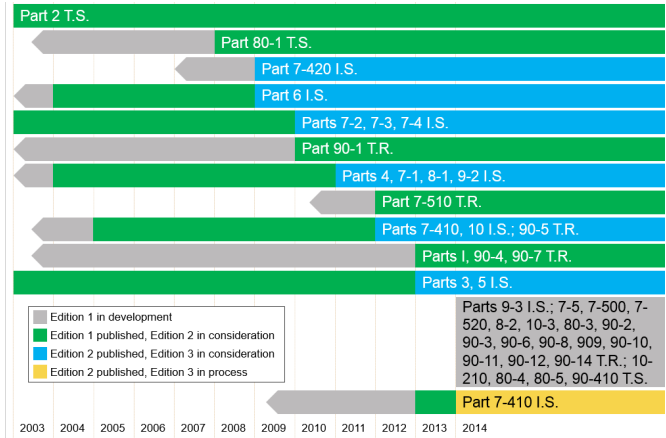 Part 2 T.S.
Part 80-1 T.S.
Part 7-420 I.S.
Part 6 I.S.
Parts 7-2, 7-3, 7-4 I.S.
Part 90-1 T.R.
Parts 4, 7-1, 8-1, 9-2 I.S.
Part 7-510 T.R.
Parts 7-410, 10 I.S.; 90-5 T.R.
Parts I, 90-4, 90-7 T.R.
Parts 3, 5 I.S.
Edition 1 in development
Edition 1 published, Edition 2 in consideration
Edition 2 published, Edition 3 in consideration
Edition 2 published, Edition 3 in process
Parts 9-3 I.S.; 7-5, 7-500, 7-
520, 8-2, 10-3, 80-3, 90-2,
90-3, 90-6, 90-8, 909, 90-10,
90-11, 90-12, 90-14 T.R.; 10-
210, 80-4, 80-5, 90-410 T.S.
Part 7-410 I.S.
2003 2004 2005 2006 2007 2008 2009 2010 2011 2012 2013 2014